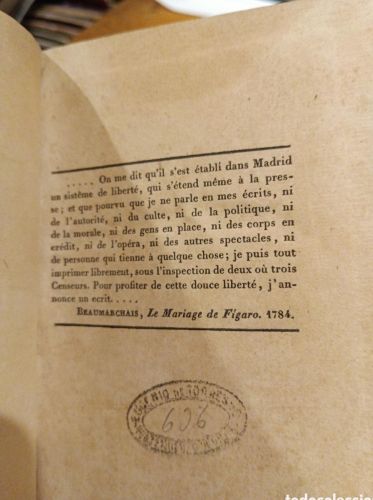 ..... On me dit qu'il s'est établi dans Madrid
un sistême de liberté, qui s'étend même à la pres-
se; et que pourvu que je ne parle en mes écrits, ni
de l'autorité, ni du culte, ni de la politique, ni
de la morale, ni des gens en place, ni des corps en
crédit, ni de l'opéra, ni des autres spectacles, ni
de personne qui tienne à quelque chose; je puis tout
imprimer librement, sous l'inspection de deux où trois
Censeurs. Pour profiter de cette douce liberté, j'an-
nonce un ecrit.....
BEAUMARCHAIS, Le Mariage de Figaro. 1784.
606
todocoleccion